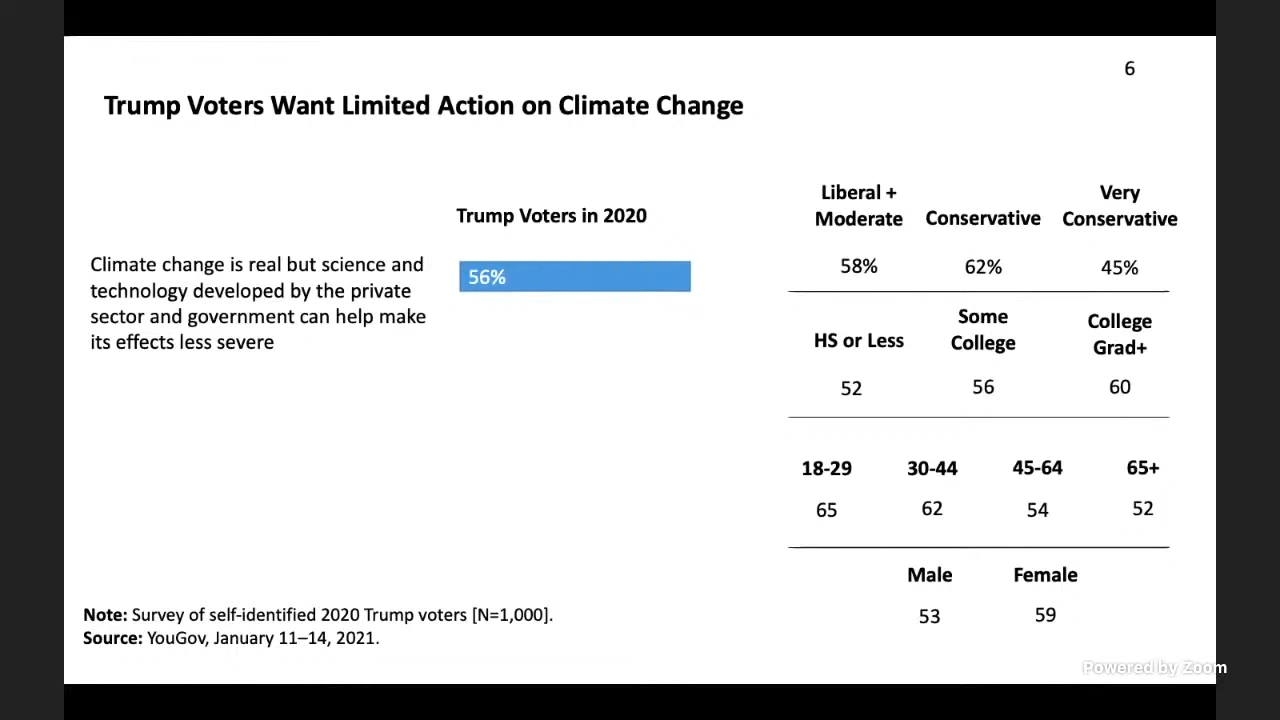 6
Trump Voters Want Limited Action on Climate Change
Trump Voters in 2020
Climate change is real but science and
technology developed by the private
sector and government can help make
its effects less severe
56%
Liberal +
Moderate
Conservative
Very
Conservative
58%
62%
45%
HS or Less
Some
College
College
Grad+
52
56
60
18-29
30-44
45-64
65+
65
62
54
52
Male
Female
53
59
Note: Survey of self-identified 2020 Trump voters [N=1,000].
Source: YouGov, January 11–14, 2021.
Powered by Zoom